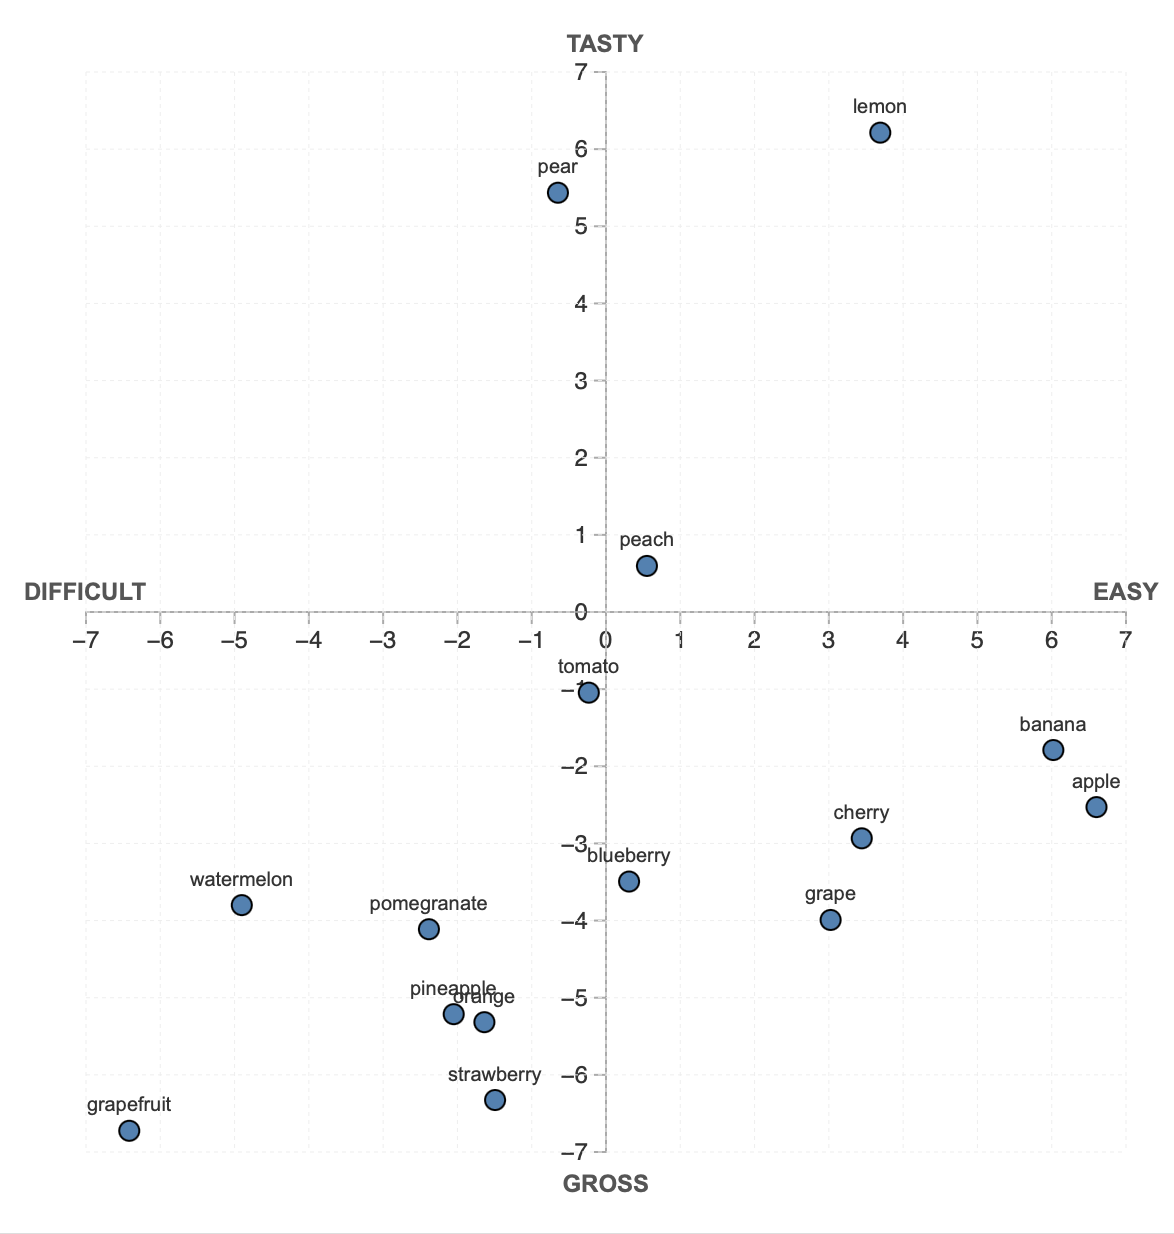 TASTY
7
lemon
6
pear
5
4
3
2
1
peach
DIFFICULT
EASY
0
−7 −6 −5 −4 −3 −2 −1 0 1 2 3 4 5 6 7
tomato
−1
banana
−2
apple
cherry
−3
blueberry
watermelon
grape
pomegranate
−4
pineapple
orange
−5
strawberry
−6
grapefruit
−7
GROSS